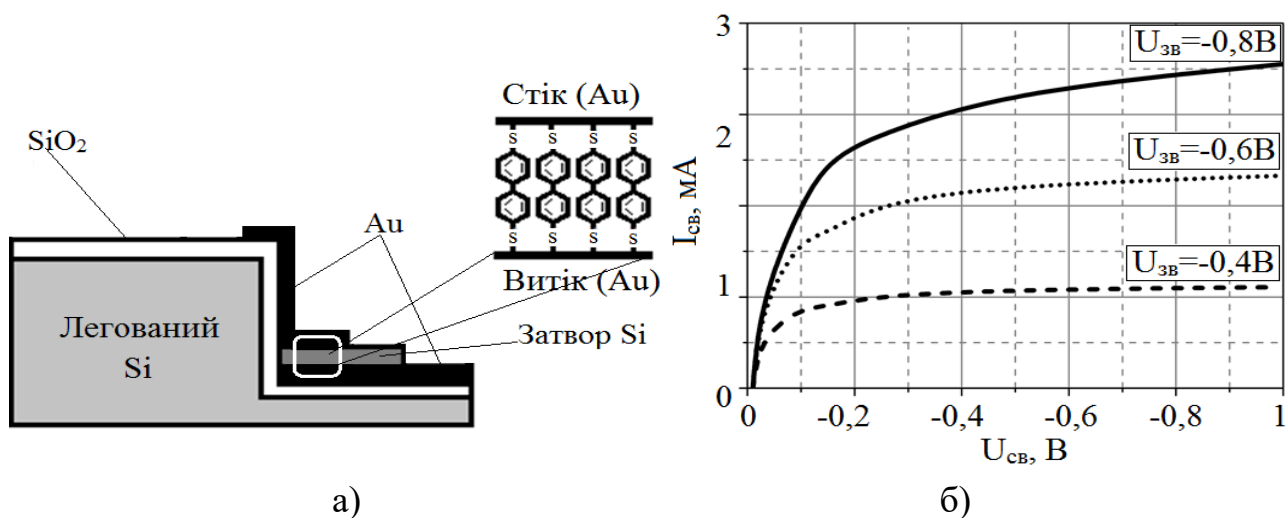 SiO₂
Au
Легований
Si
Стік (Au)
S S S S
S S S S
Витік (Au)
Затвор Si
а)
Iсв, мА
3
2
1
0
Uзв=-0,8В
Uзв=-0,6В
Uзв=-0,4В
0 -0,2 -0,4 -0,6 -0,8 1
Uсв, В
б)